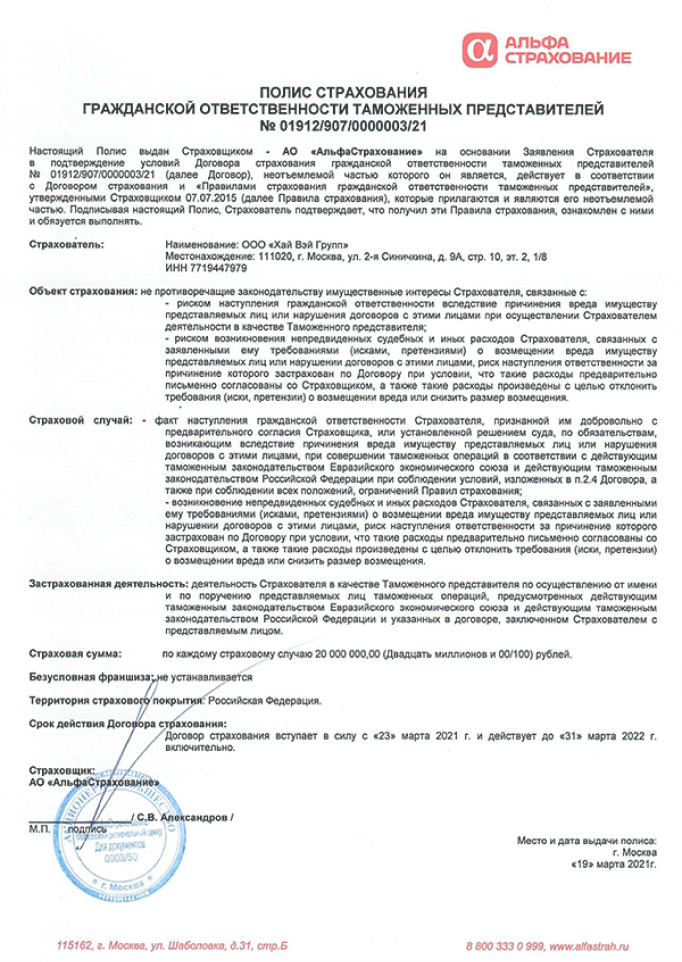 АЛЬФА
СТРАХОВАНИЕ
ПОЛИС СТРАХОВАНИЯ
ГРАЖДАНСКОЙ ОТВЕТСТВЕННОСТИ ТАМОЖЕННЫХ ПРЕДСТАВИТЕЛЕЙ
№ 01912/907/0000003/21
Настоящий Полис выдан Страховщиком - АО «АльфаСтрахование» на основании Заявления Страхователя
в подтверждение условий Договора страхования гражданской ответственности таможенных представителей
№ 01912/907/0000003/21 (далее Договор), неотъемлемой частью которого он является, действует в соответствии
с Договором страхования и «Правилами страхования гражданской ответственности таможенных представителей»,
утвержденными Страховщиком 07.07.2015 (далее Правила страхования), которые прилагаются и являются его неотъемлемой
частью. Подписывая настоящий Полис, Страхователь подтверждает, что получил эти Правила страхования, ознакомлен с ними
и обязуется выполнять.
Страхователь: Наименование: ООО «Хай Вэй Групп»
Местонахождение: 111020, г. Москва, ул. 2-я Синичкина, д. 9А, стр. 10, эт. 2, 1/8
ИНН 7719447979
Объект страхования: не противоречащие законодательству имущественные интересы Страхователя, связанные с:
- риском наступления гражданской ответственности вследствие причинения вреда имуществу
представляемых лиц или нарушения договоров с этими лицами при осуществлении Страхователем
деятельности в качестве Таможенного представителя;
- риском возникновения непредвиденных судебных и иных расходов Страхователя, связанных с
заявленными ему требованиями (исками, претензиями) о возмещении вреда имуществу
представляемых лиц или нарушении договоров с этими лицами, риск наступления ответственности за
причинение которого застрахован по Договору при условии, что такие расходы предварительно
письменно согласованы со Страховщиком, а также такие расходы произведены с целью отклонить
требования (иски, претензии) о возмещении вреда или снизить размер возмещения.
Страховой случай: - факт наступления гражданской ответственности Страхователя, признанной им добровольно с
предварительного согласия Страховщика, или установленной решением суда, по обязательствам,
возникающим вследствие причинения вреда имуществу представляемых лиц или нарушения
договоров с этими лицами, при совершении таможенных операций в соответствии с действующим
таможенным законодательством Евразийского экономического союза и действующим таможенным
законодательством Российской Федерации при соблюдении условий, изложенных в п.2.4 Договора, а
также при соблюдении всех положений, ограничений Правил страхования;
- возникновение непредвиденных судебных и иных расходов Страхователя, связанных с заявленными
ему требованиями (исками, претензиями) о возмещении вреда имуществу представляемых лиц или
нарушении договоров с этими лицами, риск наступления ответственности за причинение которого
застрахован по Договору при условии, что такие расходы предварительно письменно согласованы со
Страховщиком, а также такие расходы произведены с целью отклонить требования (иски, претензии)
о возмещении вреда или снизить размер возмещения.
Застрахованная деятельность: деятельность Страхователя в качестве Таможенного представителя по осуществлению от имени
и по поручению представляемых лиц таможенных операций, предусмотренных действующим
таможенным законодательством Евразийского экономического союза и действующим таможенным
законодательством Российской Федерации и указанных в договоре, заключенном Страхователем с
представляемым лицом.
Страховая сумма: по каждому страховому случаю 20 000 000,00 (Двадцать миллионов и 00/100) рублей.
Безусловная франшиза: не устанавливается
Территория страхового покрытия: Российская Федерация.
Срок действия Договора страхования:
Договор страхования вступает в силу с «23» марта 2021 г. и действует до «31» марта 2022 г.
включительно.
Страховщик:
АО «АльфаСтрахование»
/ С.В. Александров /
М.П. подпись
Для документов
0003/50
г. Москва
Место и дата выдачи полиса:
г. Москва
«19» марта 2021г.
115162, г. Москва, ул. Шаболовка, д.31, стр.Б
8 800 333 0 999, www.alfastrah.ru